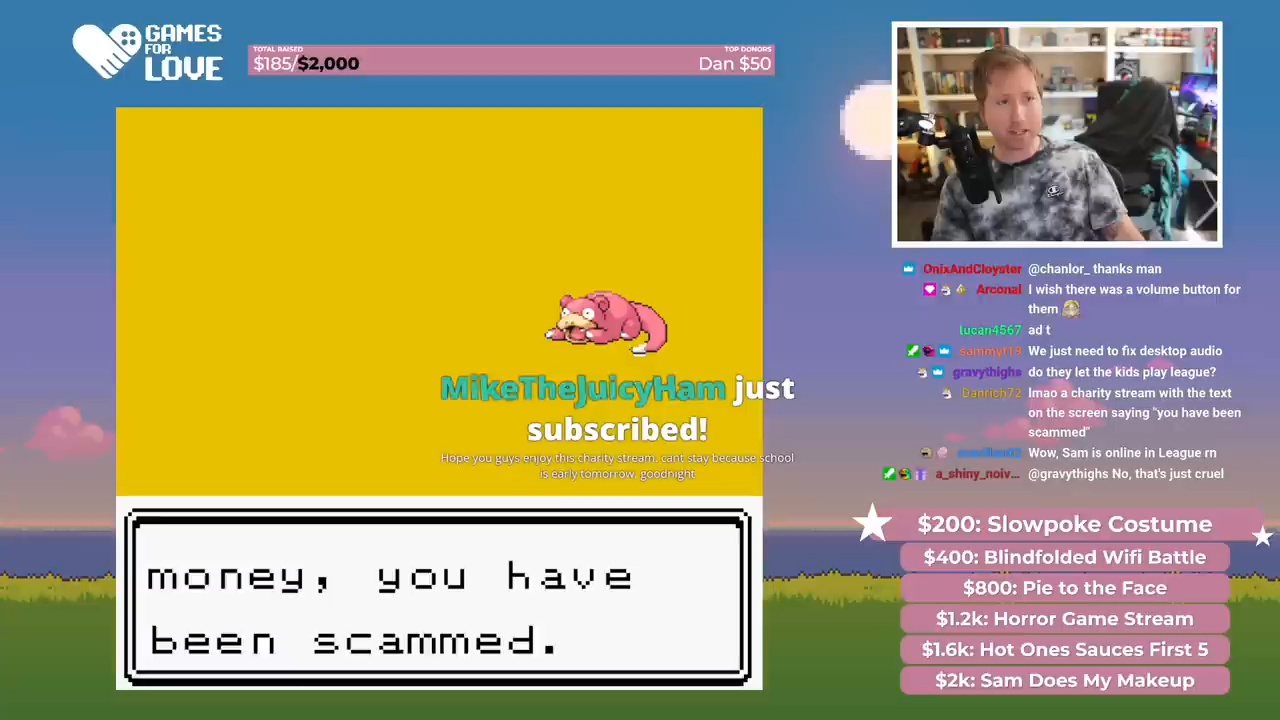 GAMES
FOR
LOVE
TOTAL RAISED
$185/$2,000
TOP DONORS
Dan $50
MikeTheJuicyHam just
subscribed!
Hope you guys enjoy this charity stream. cant stay because school
is early tomorrow. goodnight
money, you have
been scammed.
OnixAndCloyster @chanlor_ thanks man
Arconal I wish there was a volume button for
them
lucan4567 ad t
sammyt19 We just need to fix desktop audio
gravythighs do they let the kids play league?
Danrich72 lmao a charity stream with the text
on the screen saying "you have been
scammed"
Wow, Sam is online in League rn
a_shiny_noiv... @gravythighs No, that's just cruel
$200: Slowpoke Costume
$400: Blindfolded Wifi Battle
$800: Pie to the Face
$1.2k: Horror Game Stream
$1.6k: Hot Ones Sauces First 5
$2k: Sam Does My Makeup